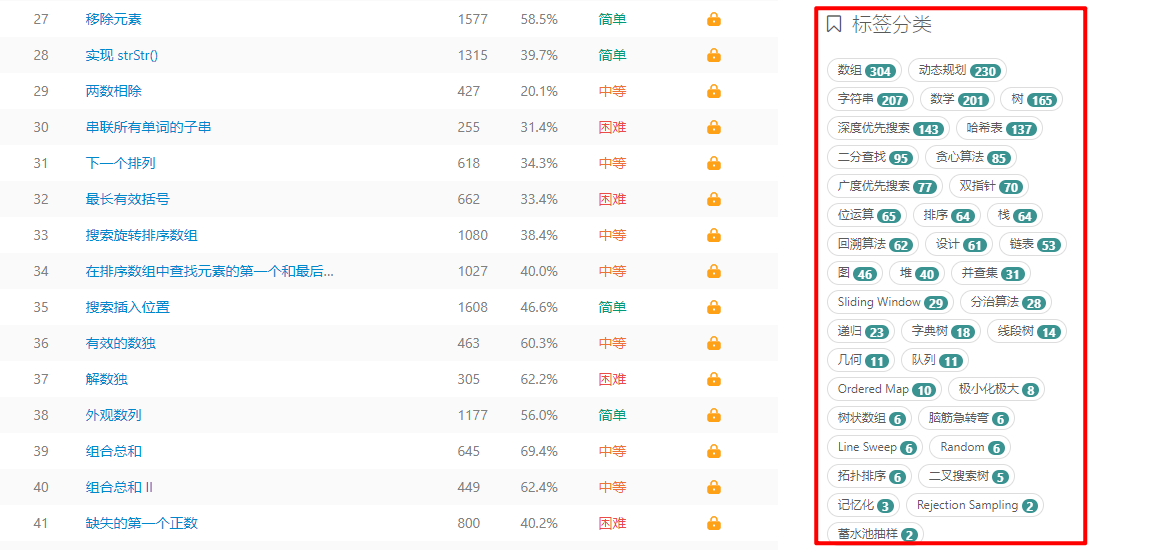 27 移除元素 1577 58.5% 简单
28 实现 strStr() 1315 39.7% 简单
29 两数相除 427 20.1% 中等
30 串联所有单词的子串 255 31.4% 困难
31 下一个排列 618 34.3% 中等
32 最长有效括号 662 33.4% 困难
33 搜索旋转排序数组 1080 38.4% 中等
34 在排序数组中查找元素的第一个和最后... 1027 40.0% 中等
35 搜索插入位置 1608 46.6% 简单
36 有效的数独 463 60.3% 中等
37 解数独 305 62.2% 困难
38 外观数列 1177 56.0% 简单
39 组合总和 645 69.4% 中等
40 组合总和 II 449 62.4% 中等
41 缺失的第一个正数 800 40.2% 困难
标签分类
数组 304 动态规划 230
字符串 207 数学 201 树 165
深度优先搜索 143 哈希表 137
二分查找 95 贪心算法 85
广度优先搜索 77 双指针 70
位运算 65 排序 64 栈 64
回溯算法 62 设计 61 链表 53
图 46 堆 40 并查集 31
Sliding Window 29 分治算法 28
递归 23 字典树 18 线段树 14
几何 11 队列 11
Ordered Map 10 极小化极大 8
树状数组 6 脑筋急转弯 6
Line Sweep 6 Random 6
拓扑排序 6 二叉搜索树 5
记忆化 3 Rejection Sampling 2
蓄水池抽样 2